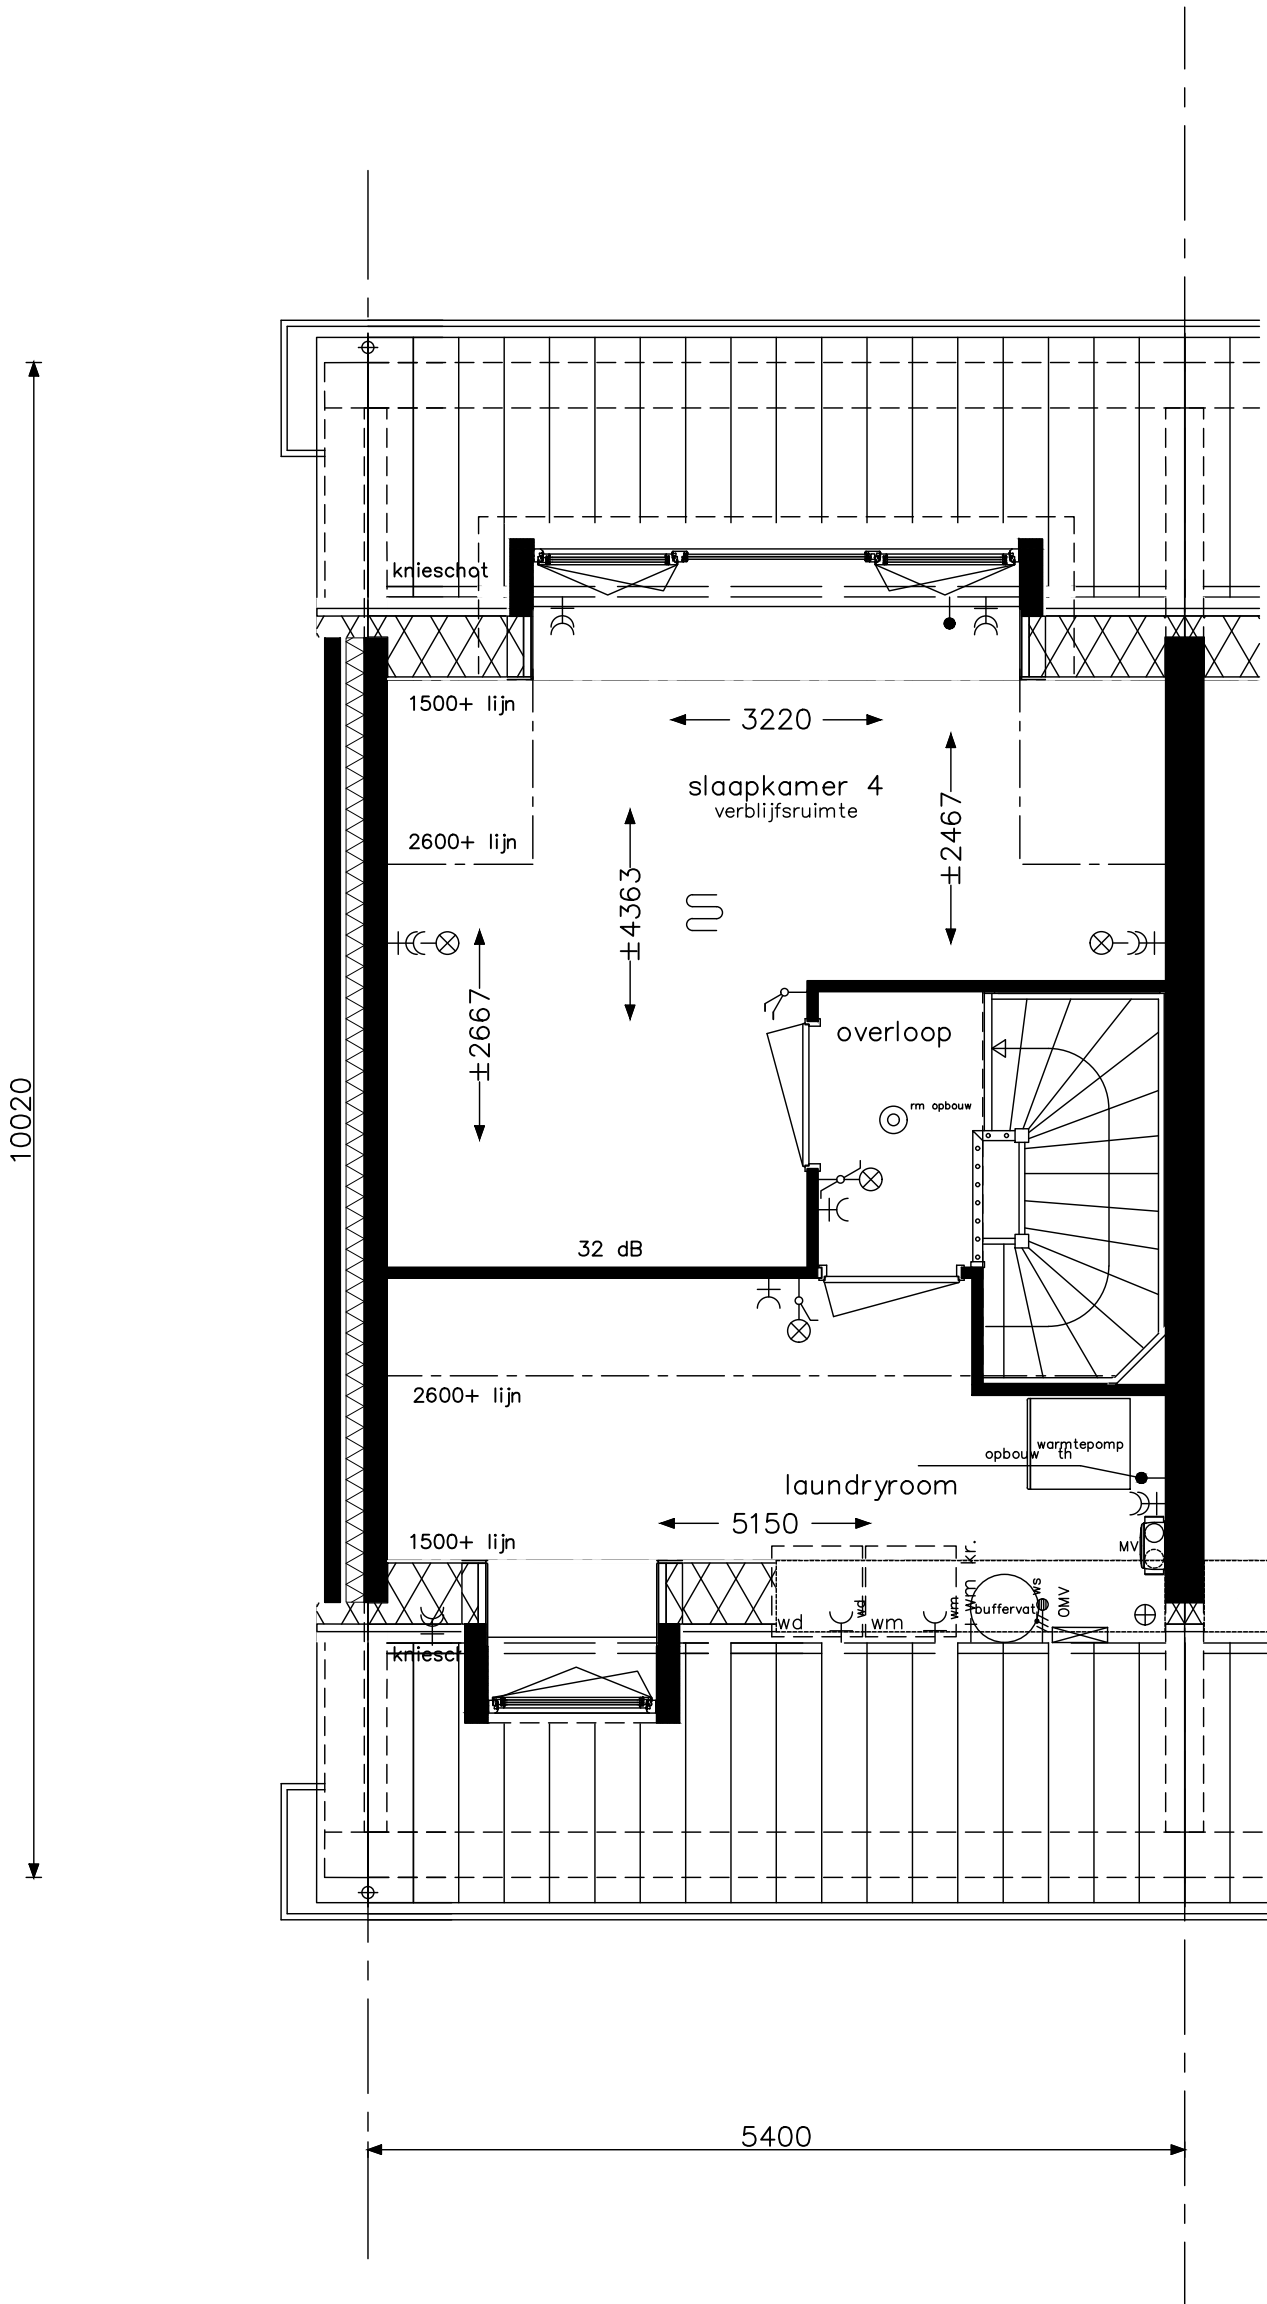 knieschot
1500+ lijn
3220
slaapkamer 4
verblijfsruimte
±2467
2600+ lijn
±4363
±2667
overloop
rm opbouw
10020
32 dB
2600+ lijn
warmtepomp
opbouw th
laundryroom
5150
1500+ lijn
MV
wm kr.
wd
wd
wm
wm
buffervat
ws
OMV
kniesch
5400